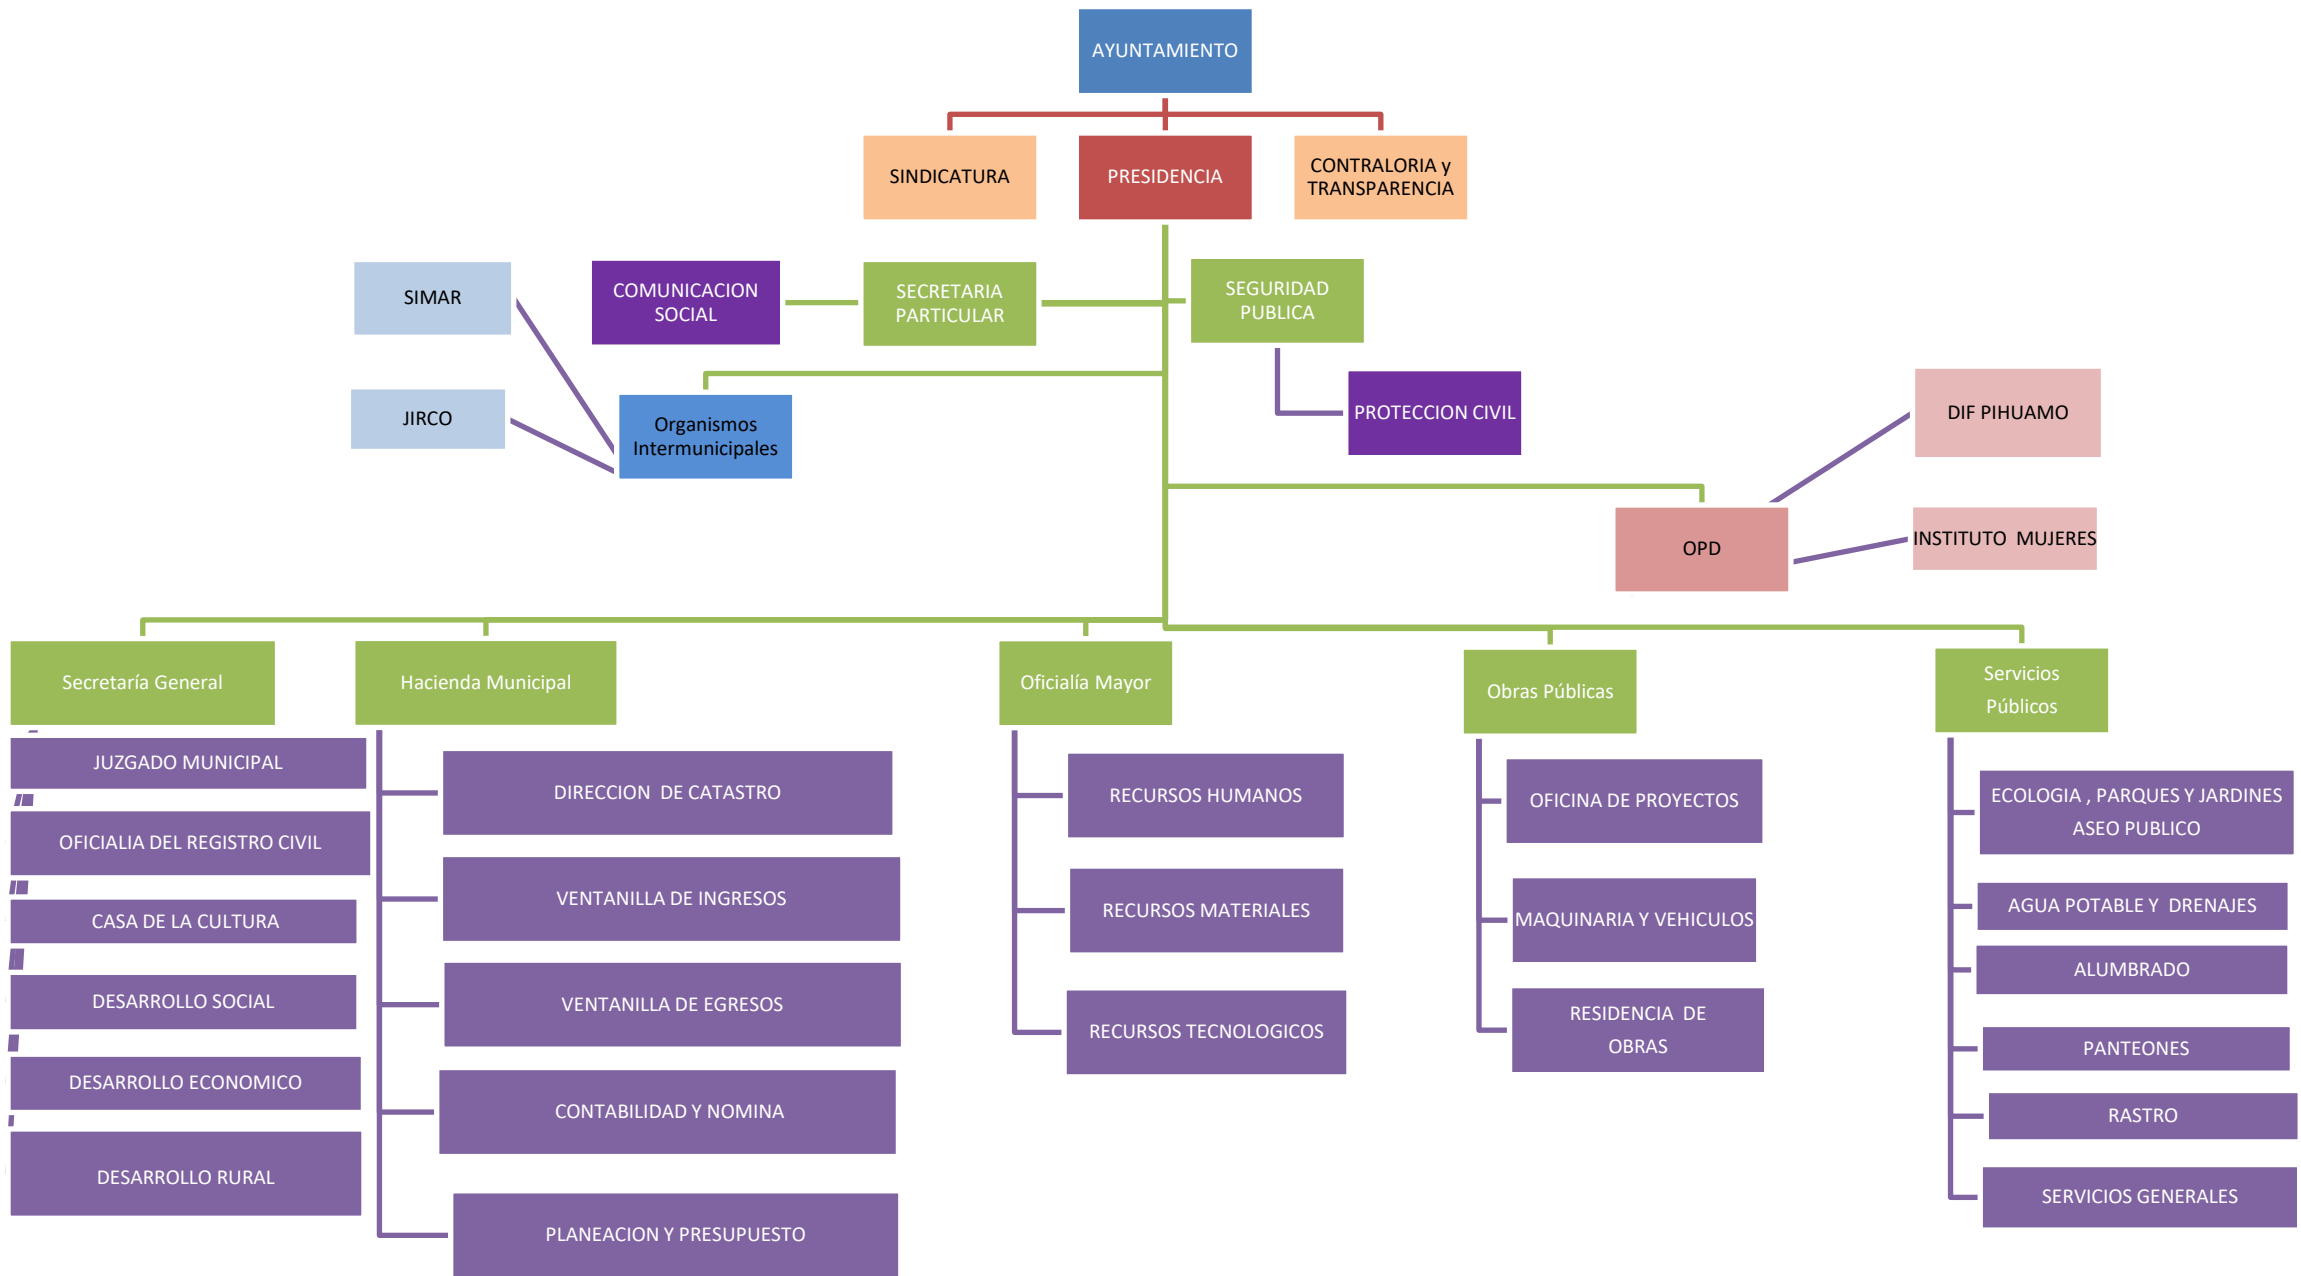 AYUNTAMIENTO
SINDICATURA
PRESIDENCIA
CONTRALORIA y
TRANSPARENCIA
SIMAR
COMUNICACION
SOCIAL
SECRETARIA
PARTICULAR
SEGURIDAD
PUBLICA
JIRCO
Organismos
Intermunicipales
PROTECCION CIVIL
DIF PIHUAMO
OPD
INSTITUTO MUJERES
Secretaría General
JUZGADO MUNICIPAL
OFICIALIA DEL REGISTRO CIVIL
CASA DE LA CULTURA
DESARROLLO SOCIAL
DESARROLLO ECONOMICO
DESARROLLO RURAL
Hacienda Municipal
DIRECCION DE CATASTRO
VENTANILLA DE INGRESOS
VENTANILLA DE EGRESOS
CONTABILIDAD Y NOMINA
PLANEACION Y PRESUPUESTO
Oficialía Mayor
RECURSOS HUMANOS
RECURSOS MATERIALES
RECURSOS TECNOLOGICOS
Obras Públicas
OFICINA DE PROYECTOS
MAQUINARIA Y VEHICULOS
RESIDENCIA DE
OBRAS
Servicios
Públicos
ECOLOGIA , PARQUES Y JARDINES
ASEO PUBLICO
AGUA POTABLE Y DRENAJES
ALUMBRADO
PANTEONES
RASTRO
SERVICIOS GENERALES